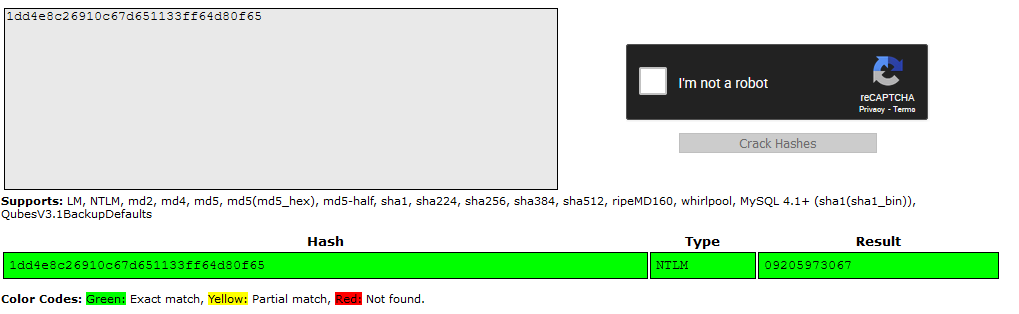 1dd4e8c26910c67d651133ff64d80f65
I'm not a robot
reCAPTCHA
Privacy - Terms
Crack Hashes
Supports: LM, NTLM, md2, md4, md5, md5(md5_hex), md5-half, sha1, sha224, sha256, sha384, sha512, ripeMD160, whirlpool, MySQL 4.1+ (sha1(sha1_bin)),
QubesV3.1BackupDefaults
Hash Type Result
1dd4e8c26910c67d651133ff64d80f65 NTLM 09205973067
Color Codes: Green: Exact match, Yellow: Partial match, Red: Not found.